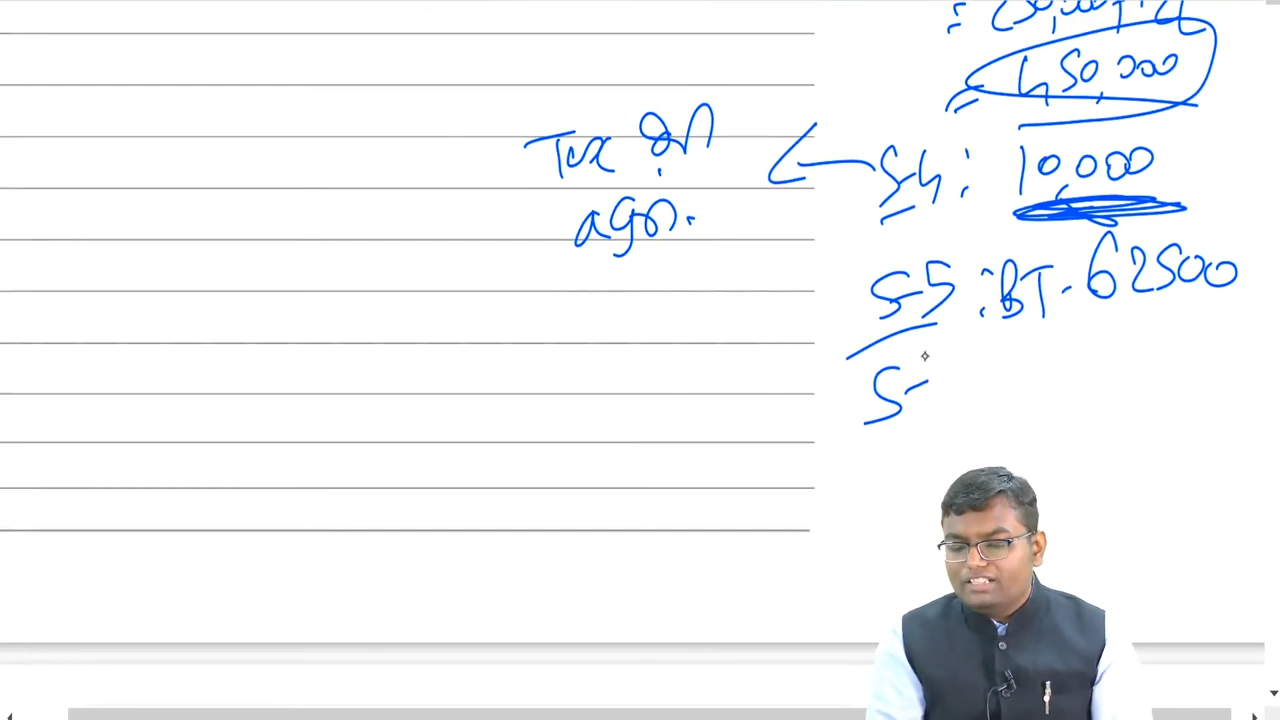 4,50,000
Tax on
agri.
S-4: 10,000
S-5: BT. 62500
S-